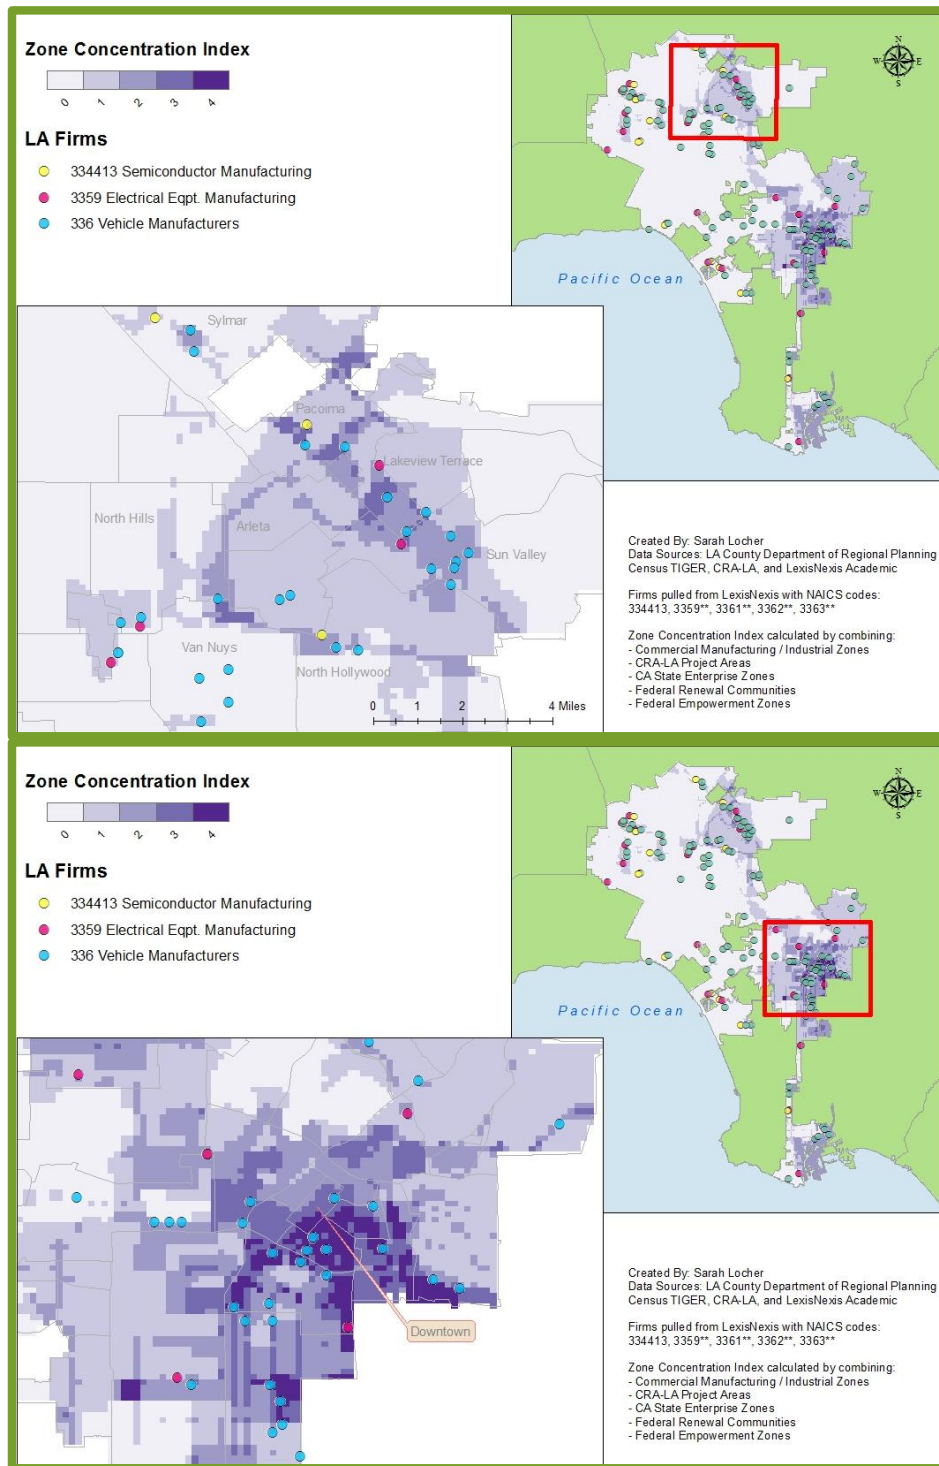 Zone Concentration Index
0 1 2 3 4
LA Firms
334413 Semiconductor Manufacturing
3359 Electrical Eqpt. Manufacturing
336 Vehicle Manufacturers
N
W E
S
Pacific Ocean
Sylmar
Pacoima
Lakeview Terrace
North Hills
Arleta
Sun Valley
Van Nuys
North Hollywood
0 1 2 4 Miles
Created By: Sarah Locher
Data Sources: LA County Department of Regional Planning
Census TIGER, CRA-LA, and LexisNexis Academic
Firms pulled from LexisNexis with NAICS codes:
334413, 3359**, 3361**, 3362**, 3363**
Zone Concentration Index calculated by combining:
- Commercial Manufacturing / Industrial Zones
- CRA-LA Project Areas
- CA State Enterprise Zones
- Federal Renewal Communities
- Federal Empowerment Zones
Zone Concentration Index
0 1 2 3 4
LA Firms
334413 Semiconductor Manufacturing
3359 Electrical Eqpt. Manufacturing
336 Vehicle Manufacturers
N
W E
S
Pacific Ocean
Downtown
Created By: Sarah Locher
Data Sources: LA County Department of Regional Planning
Census TIGER, CRA-LA, and LexisNexis Academic
Firms pulled from LexisNexis with NAICS codes:
334413, 3359**, 3361**, 3362**, 3363**
Zone Concentration Index calculated by combining:
- Commercial Manufacturing / Industrial Zones
- CRA-LA Project Areas
- CA State Enterprise Zones
- Federal Renewal Communities
- Federal Empowerment Zones